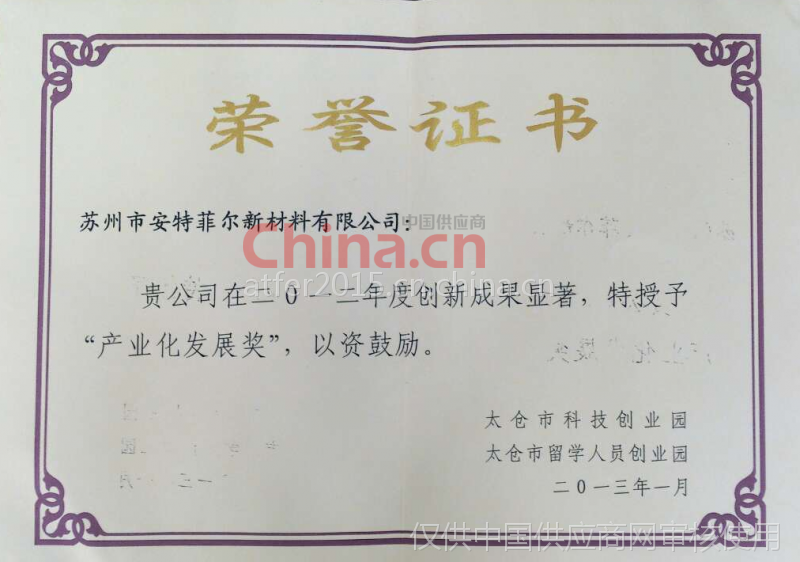 荣誉证书
苏州市安特菲尔新材料有限公司：
中国供应商
China.cn
atfer2015.cn.china.cn
贵公司在二〇一二年度创新成果显著，特授予
“产业化发展奖”，以资鼓励。
太仓市科技创业园
太仓市留学人员创业园
二〇一三年一月
仅供中国供应商网审核使用